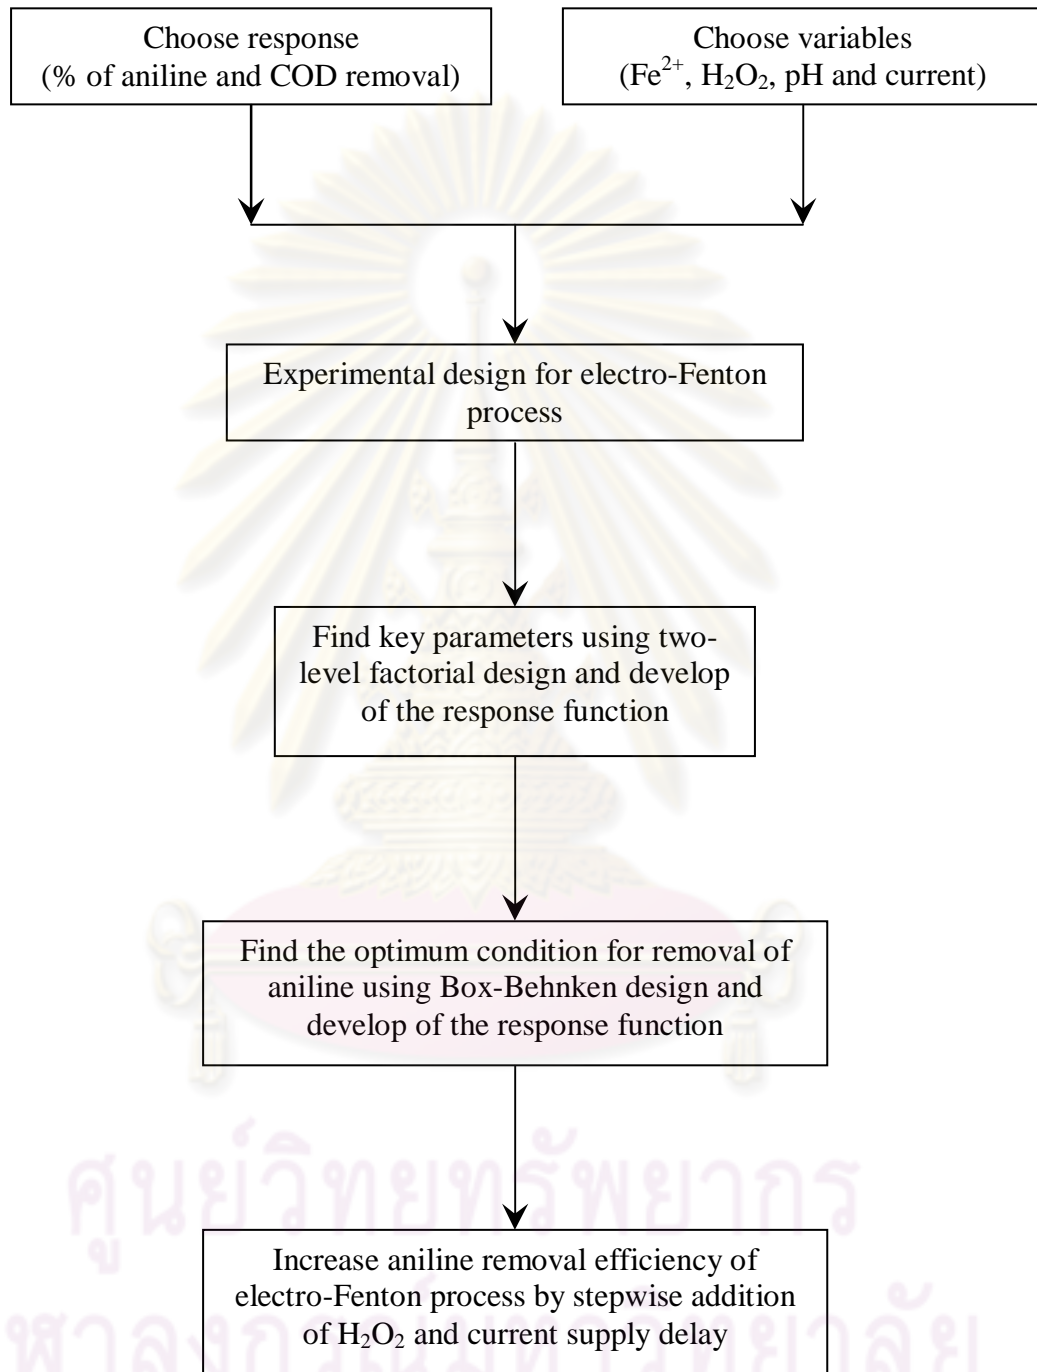 Choose response
(% of aniline and COD removal)
Choose variables
(Fe²⁺, H₂O₂, pH and current)
Experimental design for electro-Fenton
process
Find key parameters using two-
level factorial design and develop
of the response function
Find the optimum condition for removal of
aniline using Box-Behnken design and
develop of the response function
Increase aniline removal efficiency of
electro-Fenton process by stepwise addition
of H₂O₂ and current supply delay
ศูนย์วิทยทรัพยากร
จุฬาลงกรณ์มหาวิทยาลัย